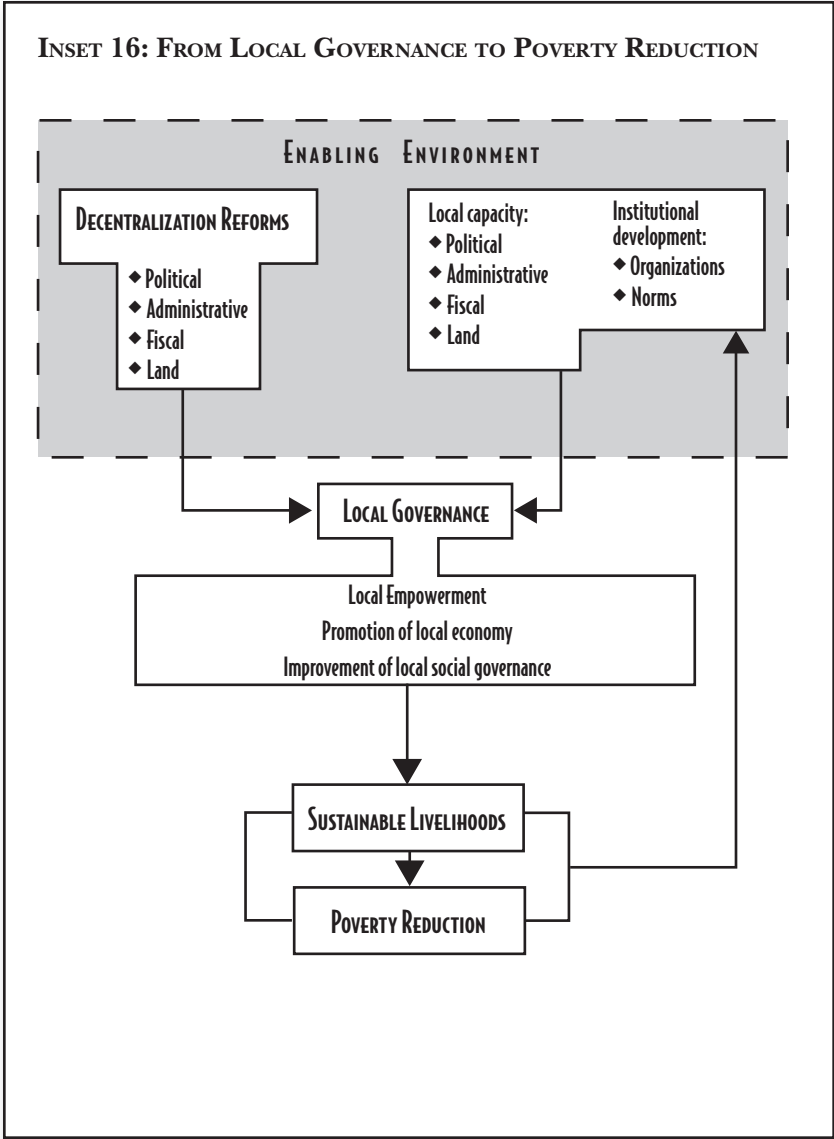 INSET 16: FROM LOCAL GOVERNANCE TO POVERTY REDUCTION
ENABLING ENVIRONMENT
DECENTRALIZATION REFORMS
◆ Political
◆ Administrative
◆ Fiscal
◆ Land
Local capacity:
◆ Political
◆ Administrative
◆ Fiscal
◆ Land
Institutional
development:
◆ Organizations
◆ Norms
LOCAL GOVERNANCE
Local Empowerment
Promotion of local economy
Improvement of local social governance
SUSTAINABLE LIVELIHOODS
POVERTY REDUCTION